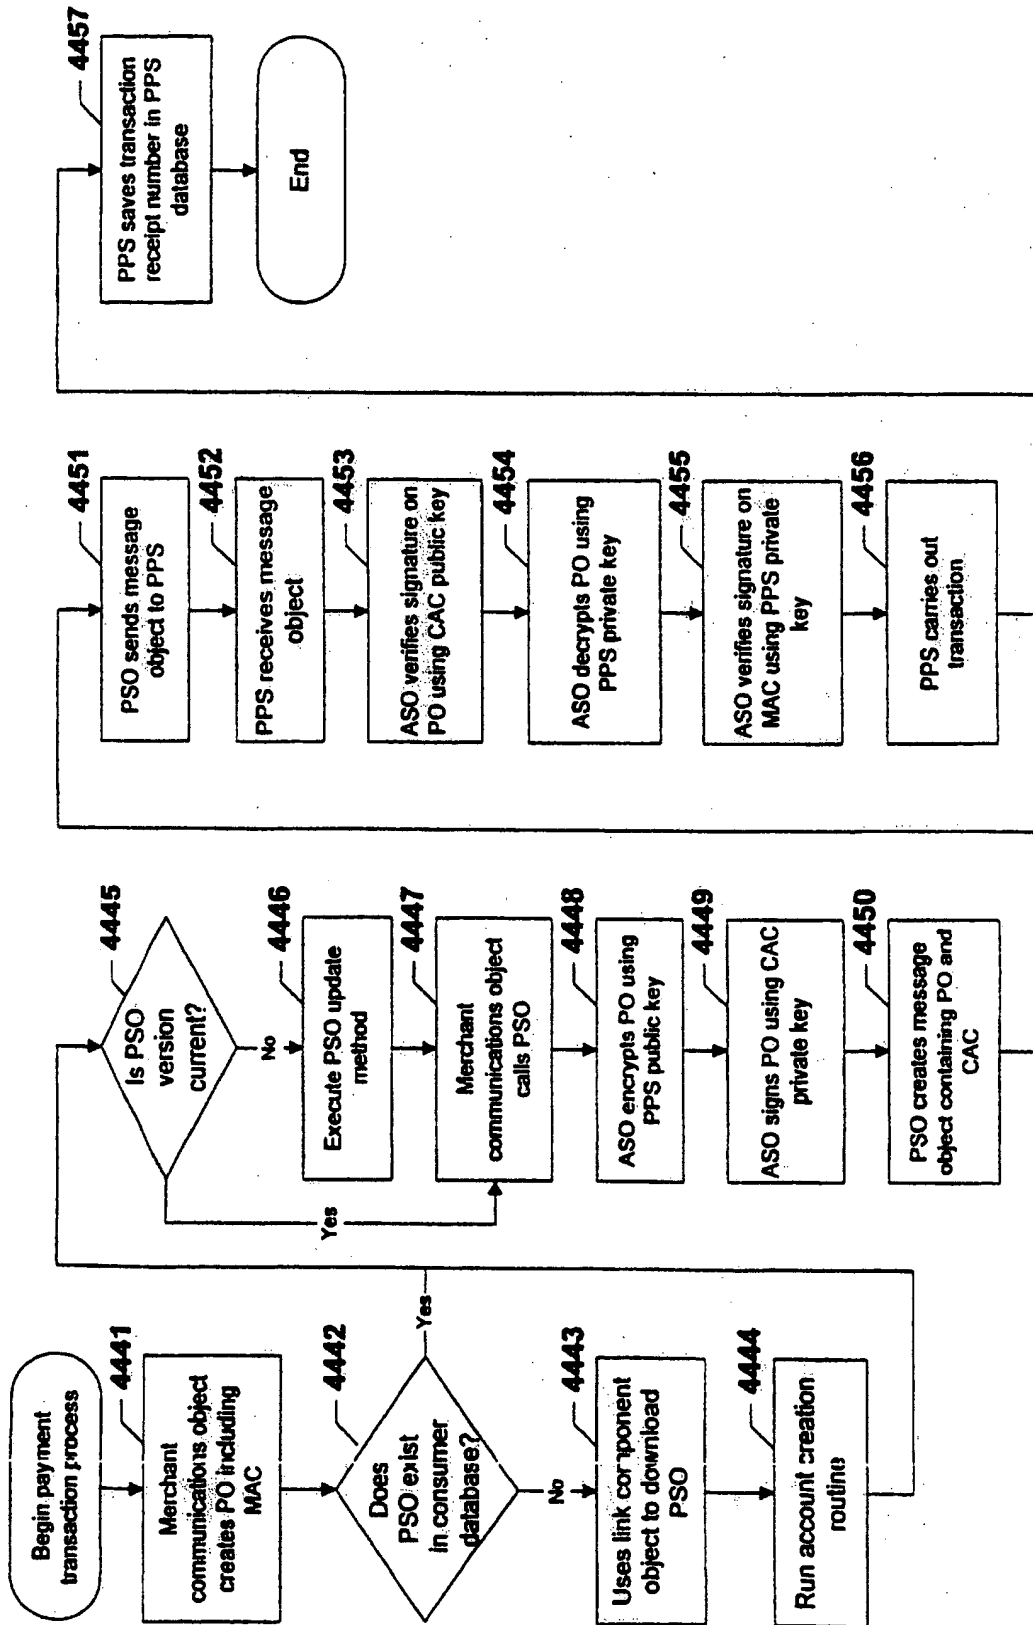 Begin payment
transaction process
4441
Merchant
communications object
creates PO including
MAC
4442
Does
PSO exist
in consumer
database?
Yes
No
4443
Uses link component
object to download
PSO
4444
Run account creation
routine
4445
Is PSO
version
current?
No
Yes
4446
Execute PSO update
method
4447
Merchant
communications object
calls PSO
4448
ASO encrypts PO using
PPS public key
4449
ASO signs PO using CAC
private key
4450
PSO creates message
object containing PO and
CAC
4451
PSO sends message
object to PPS
4452
PPS receives message
object
4453
ASO verifies signature on
PO using CAC public key
4454
ASO decrypts PO using
PPS private key
4455
ASO verifies signature on
MAC using PPS private
key
4456
PPS carries out
transaction
4457
PPS saves transaction
receipt number in PPS
database
End